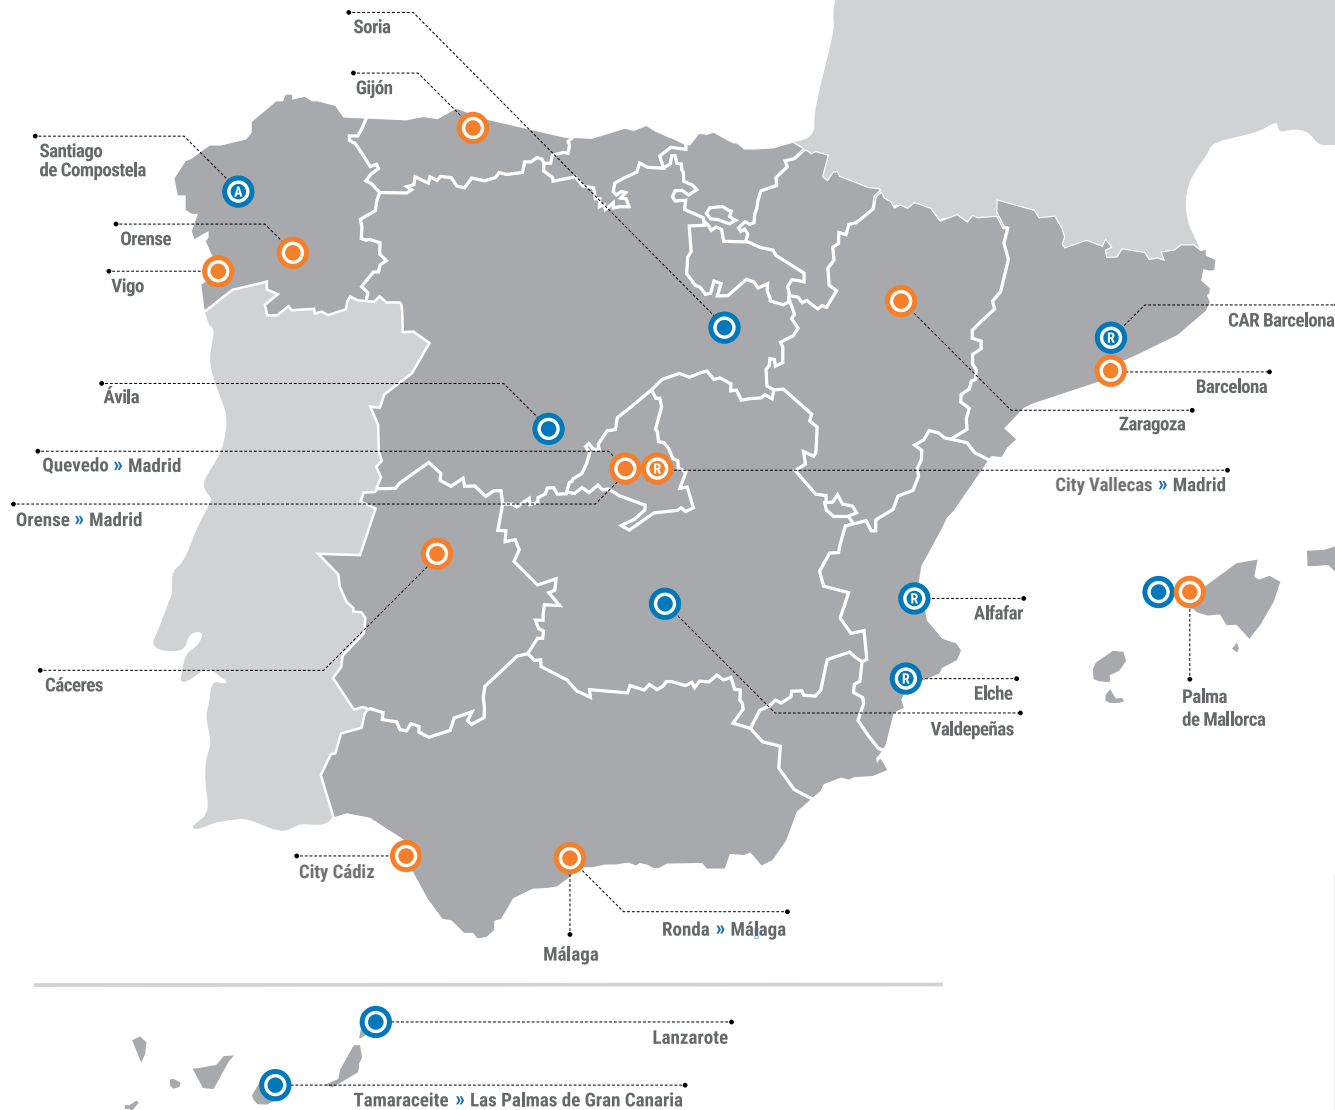 Soria
Gijón
Santiago
de Compostela
A
Orense
Vigo
R
CAR Barcelona
Barcelona
Zaragoza
Ávila
Quevedo » Madrid
R
City Vallecas » Madrid
Orense » Madrid
R
Alfafar
Cáceres
R
Elche
Palma
de Mallorca
Valdepeñas
City Cádiz
Ronda » Málaga
Málaga
Lanzarote
Tamaraceite » Las Palmas de Gran Canaria